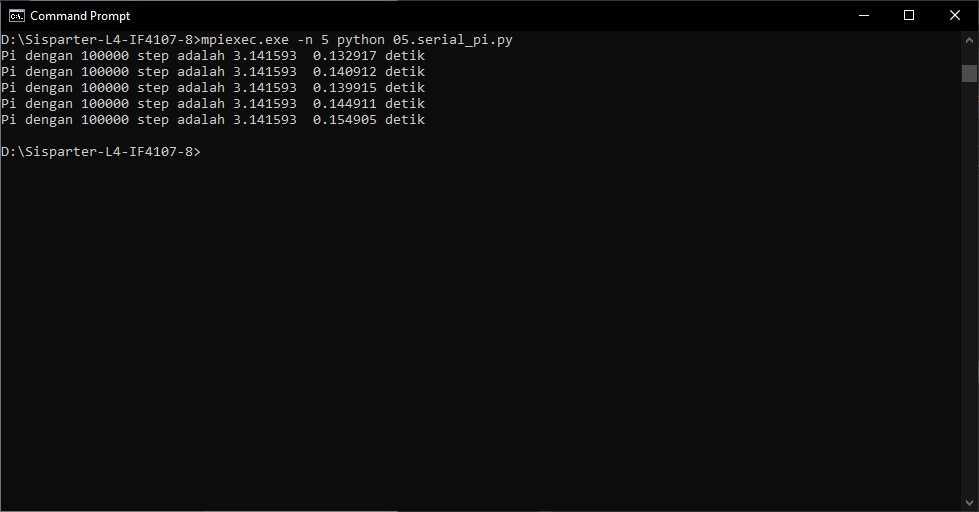 Command Prompt
D:\Sisparter-L4-IF4107-8>mpiexec.exe -n 5 python 05.serial_pi.py
Pi dengan 100000 step adalah 3.141593  0.132917 detik
Pi dengan 100000 step adalah 3.141593  0.140912 detik
Pi dengan 100000 step adalah 3.141593  0.139915 detik
Pi dengan 100000 step adalah 3.141593  0.144911 detik
Pi dengan 100000 step adalah 3.141593  0.154905 detik
D:\Sisparter-L4-IF4107-8>